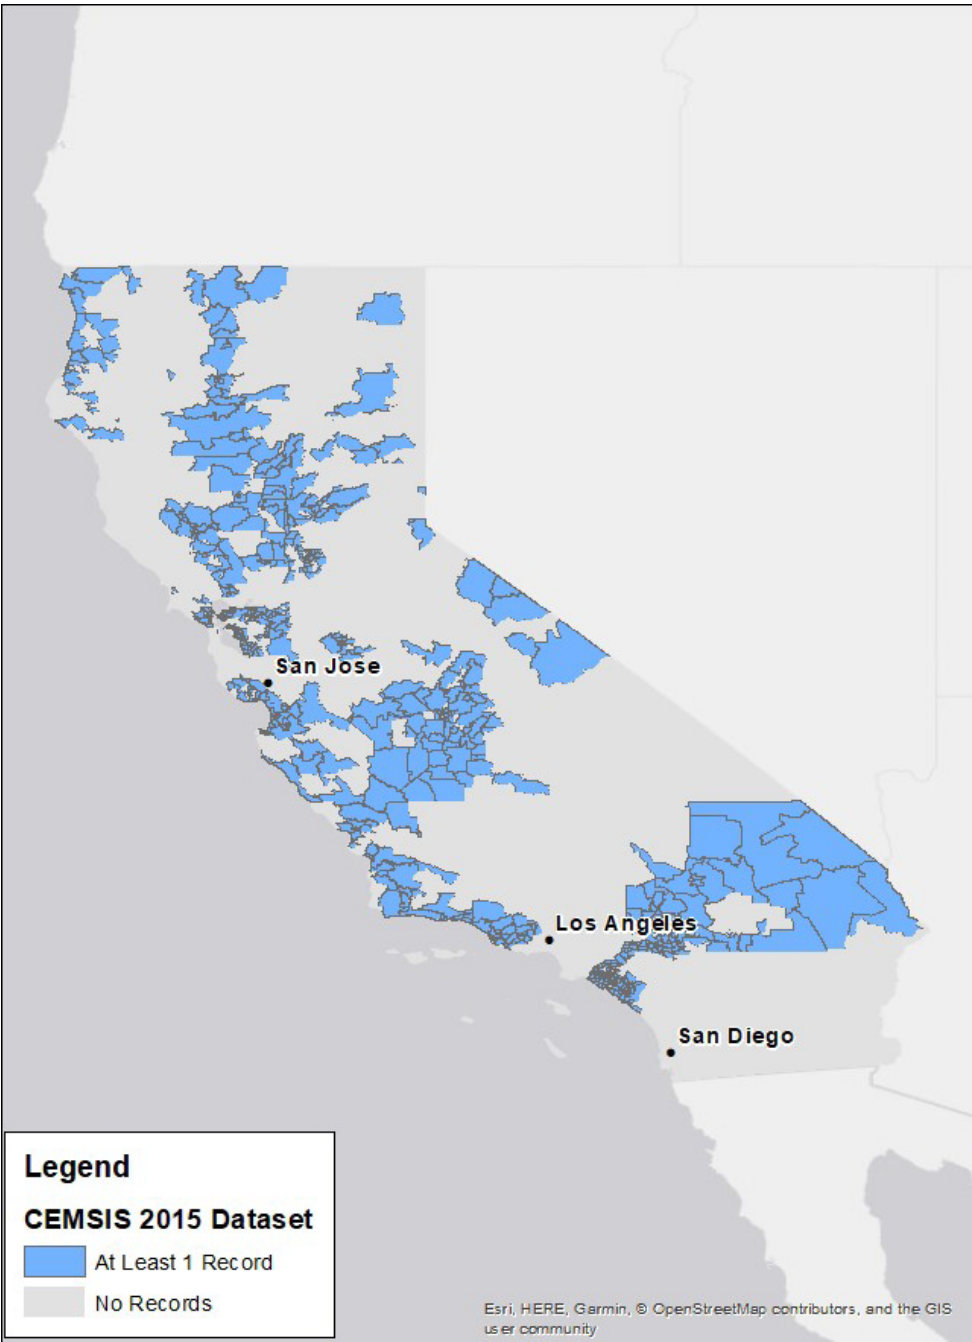 San Jose
Los Angeles
San Diego
Legend
CEMSIS 2015 Dataset
At Least 1 Record
No Records
Esri, HERE, Garmin, © OpenStreetMap contributors, and the GIS
user community